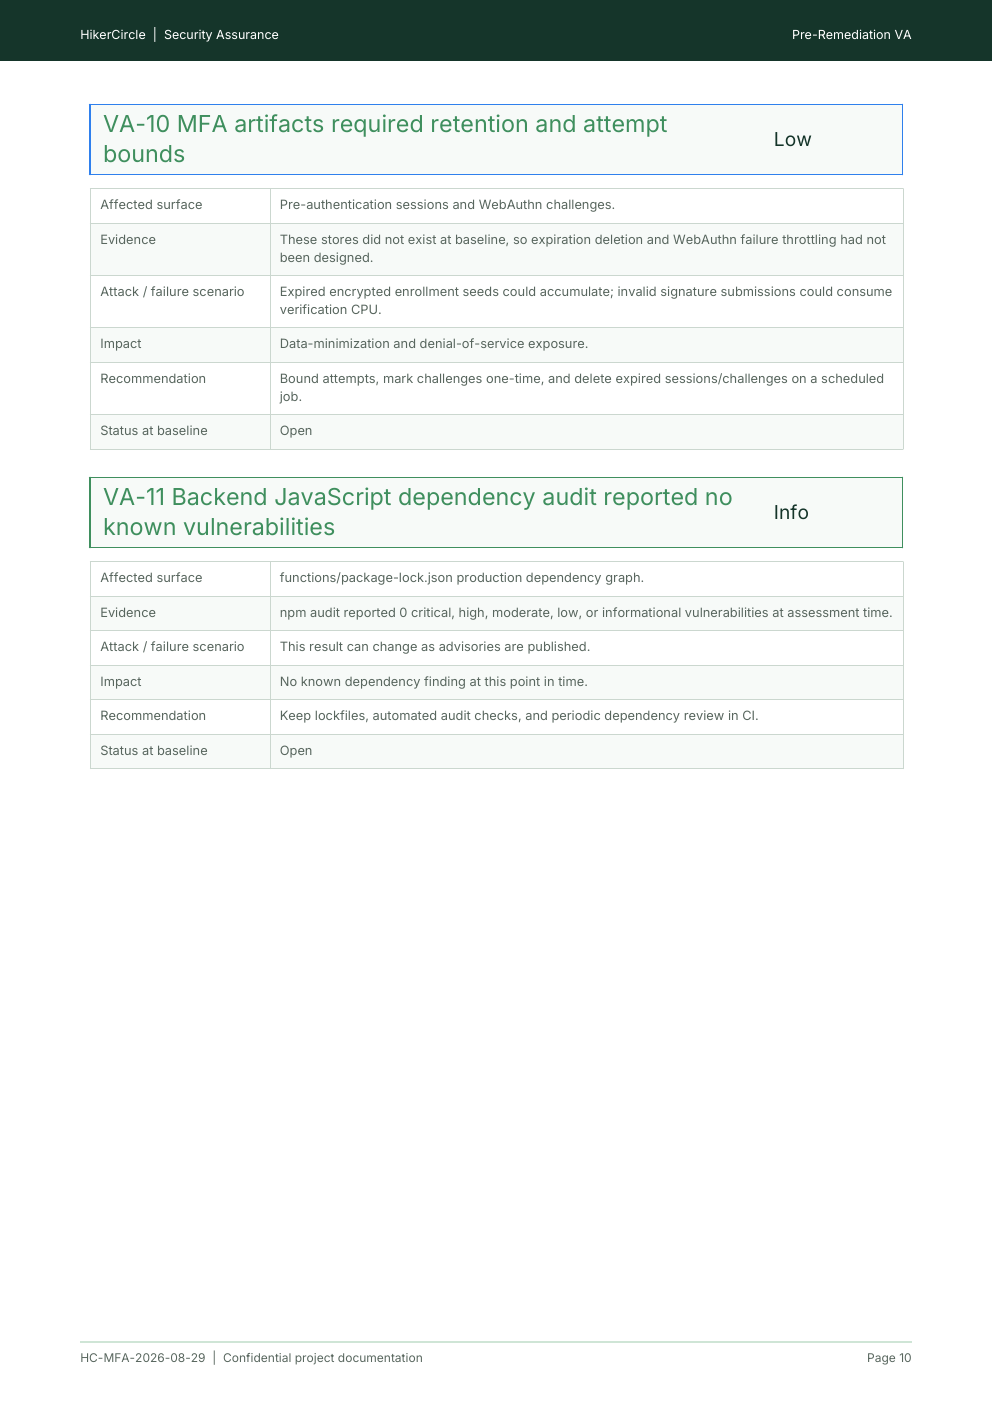 HikerCircle | Security Assurance
Pre-Remediation VA
VA-10 MFA artifacts required retention and attempt
bounds
Low
Affected surface
Pre-authentication sessions and WebAuthn challenges.
Evidence
These stores did not exist at baseline, so expiration deletion and WebAuthn failure throttling had not
been designed.
Attack / failure scenario
Expired encrypted enrollment seeds could accumulate; invalid signature submissions could consume
verification CPU.
Impact
Data-minimization and denial-of-service exposure.
Recommendation
Bound attempts, mark challenges one-time, and delete expired sessions/challenges on a scheduled
job.
Status at baseline
Open
VA-11 Backend JavaScript dependency audit reported no
known vulnerabilities
Info
Affected surface
functions/package-lock.json production dependency graph.
Evidence
npm audit reported 0 critical, high, moderate, low, or informational vulnerabilities at assessment time.
Attack / failure scenario
This result can change as advisories are published.
Impact
No known dependency finding at this point in time.
Recommendation
Keep lockfiles, automated audit checks, and periodic dependency review in CI.
Status at baseline
Open
HC-MFA-2026-08-29 | Confidential project documentation
Page 10